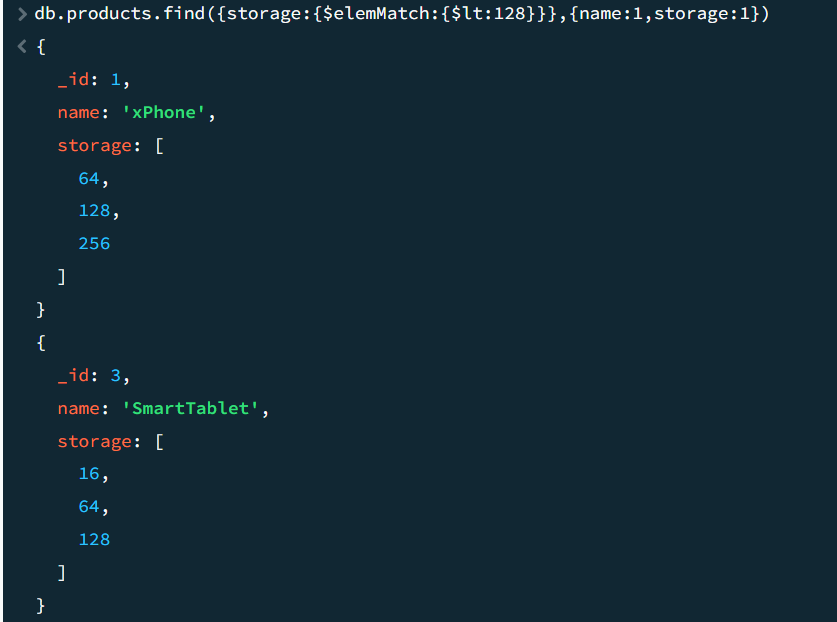 > db.products.find({storage:{$elemMatch:{$lt:128}}},{name:1,storage:1})
< {
_id: 1,
name: 'xPhone',
storage: [
64,
128,
256
]
}
{
_id: 3,
name: 'SmartTablet',
storage: [
16,
64,
128
]
}